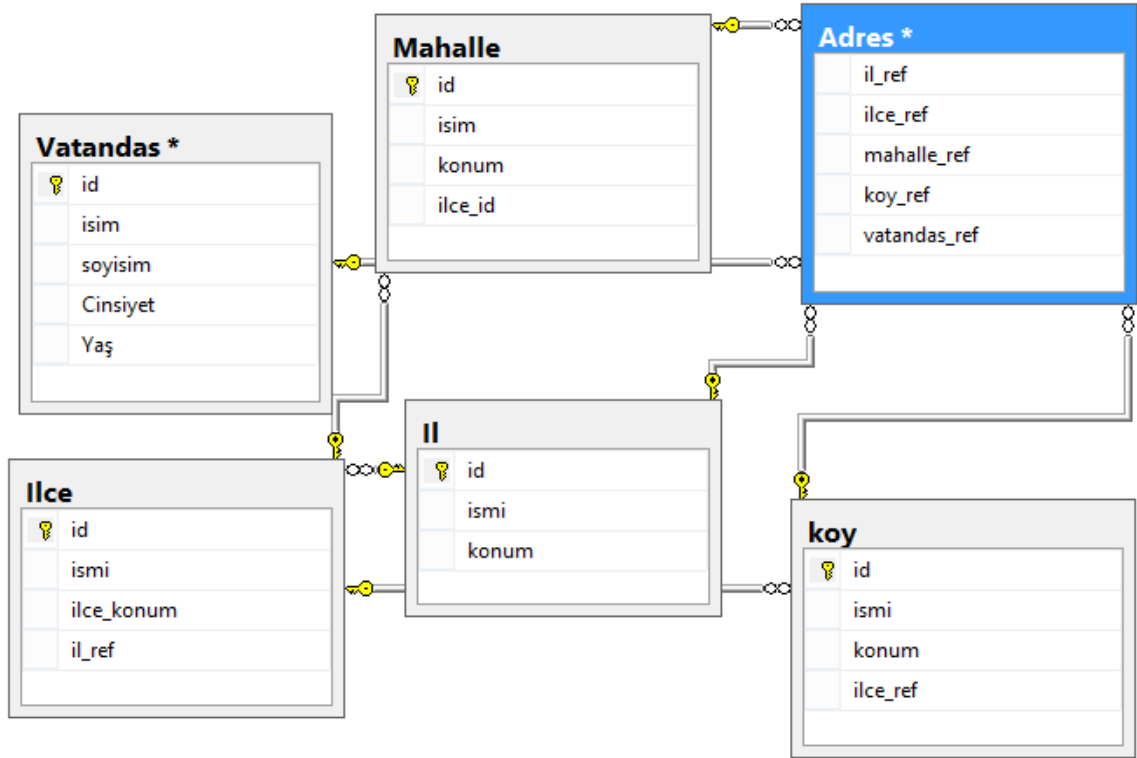 Mahalle
id
isim
konum
ilce_id
Adres *
il_ref
ilce_ref
mahalle_ref
koy_ref
vatandas_ref
Vatandas *
id
isim
soyisim
Cinsiyet
Yaş
Il
id
ismi
konum
Ilce
id
ismi
ilce_konum
il_ref
koy
id
ismi
konum
ilce_ref